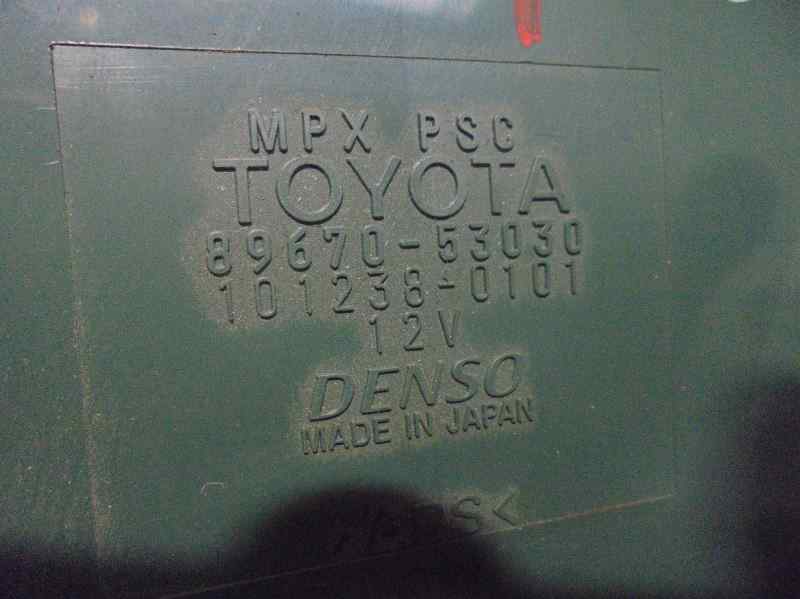 MPX PSC
TOYOTA
89670-53030
101238-0101
12V
DENSO
MADE IN JAPAN